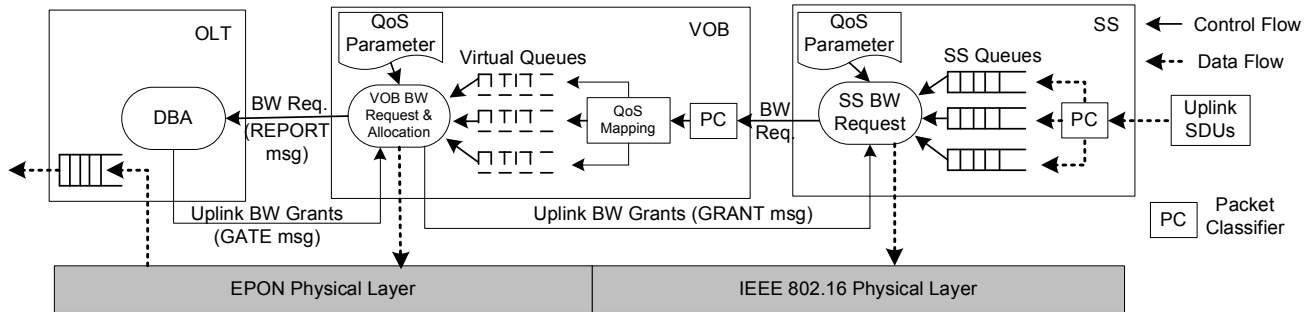 OLT
DBA
BW Req.
(REPORT
msg)
Uplink BW Grants
(GATE msg)
VOB
QoS
Parameter
VOB BW
Request &
Allocation
Virtual Queues
QoS
Mapping
PC
BW
Req.
Uplink BW Grants (GRANT msg)
SS
QoS
Parameter
SS BW
Request
SS Queues
PC
Uplink
SDUs
Control Flow
Data Flow
PC
Packet
Classifier
EPON Physical Layer
IEEE 802.16 Physical Layer